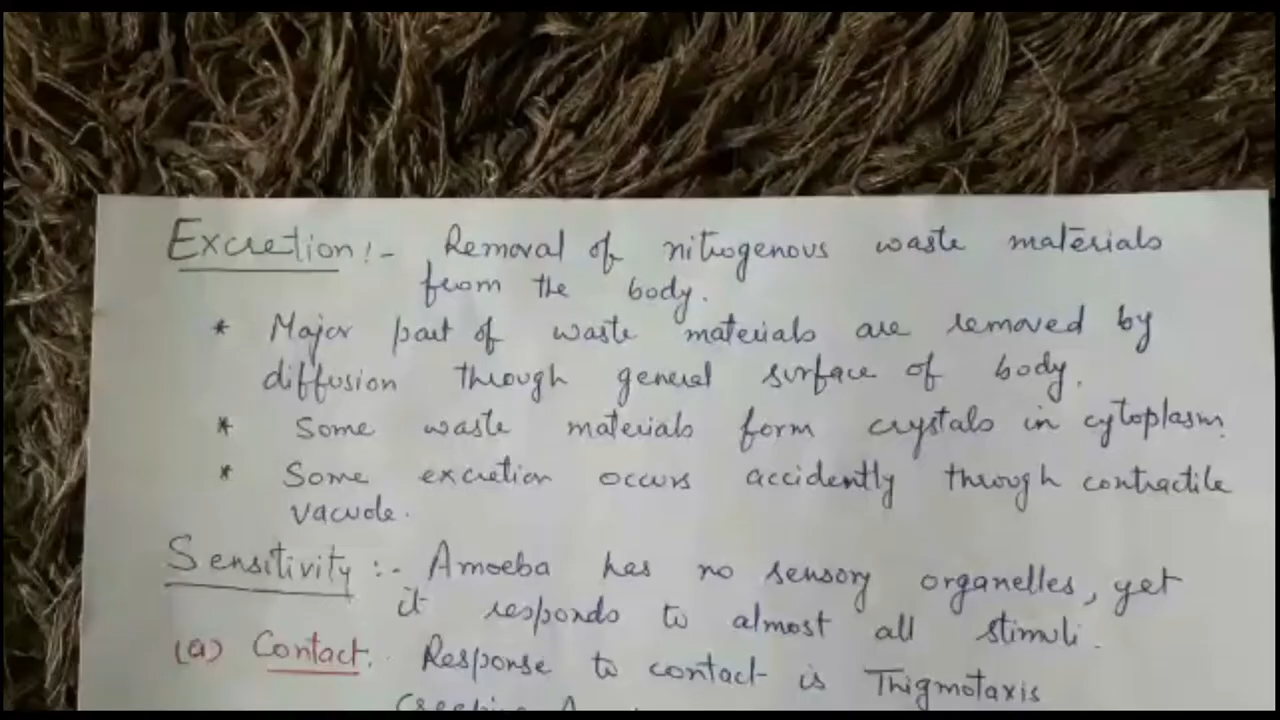 Excretion:- Removal of nitrogenous waste materials
from the body.
* Major part of waste materials are removed by
diffusion through general surface of body.
* Some waste materials form crystals in cytoplasm.
* Some excretion occurs accidently through contractile
vacuole.
Sensitivity:- Amoeba has no sensory organelles, yet
it responds to almost all stimuli.
(a) Contact. Response to contact is Thigmotaxis